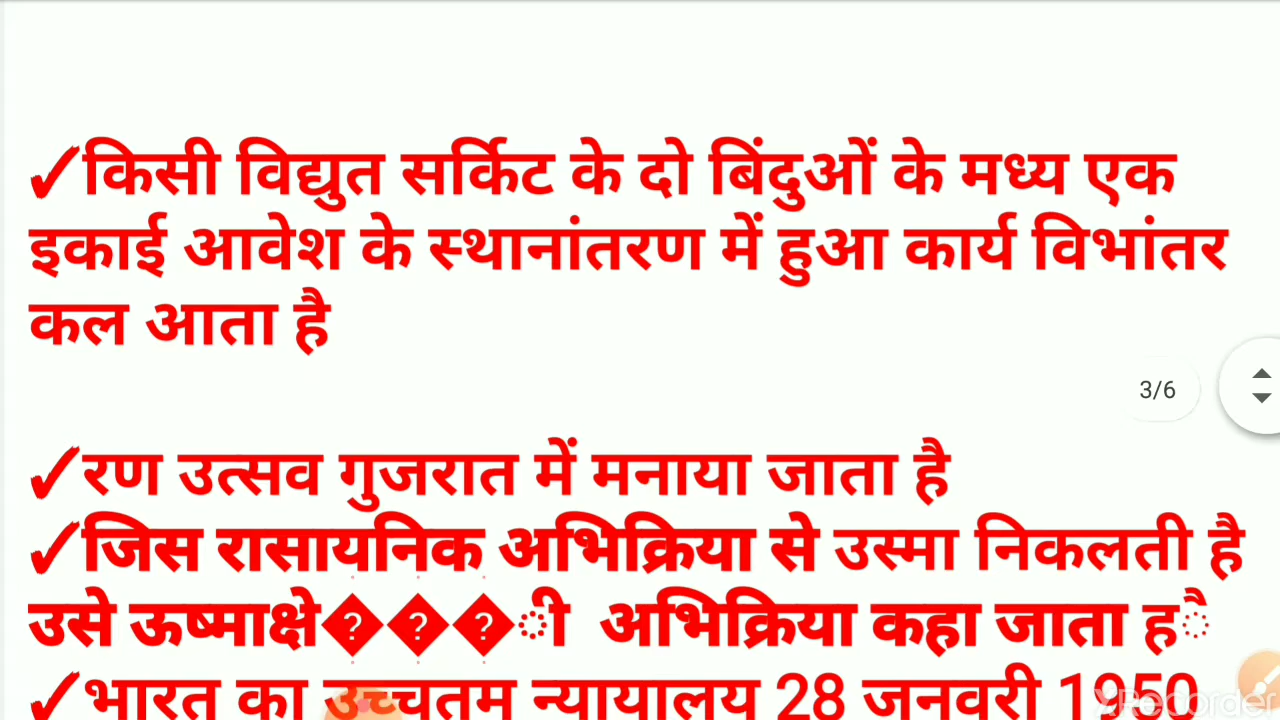 ✓किसी विद्युत सर्किट के दो बिंदुओं के मध्य एक
इकाई आवेश के स्थानांतरण में हुआ कार्य विभांतर
कल आता है
3/6
✓रण उत्सव गुजरात में मनाया जाता है
✓जिस रासायनिक अभिक्रिया से उस्मा निकलती है
उसे ऊष्माक्षे���ी अभिक्रिया कहा जाता है
✓भारत का उच्चतम न्यायालय 28 जनवरी 1950
XRecorder